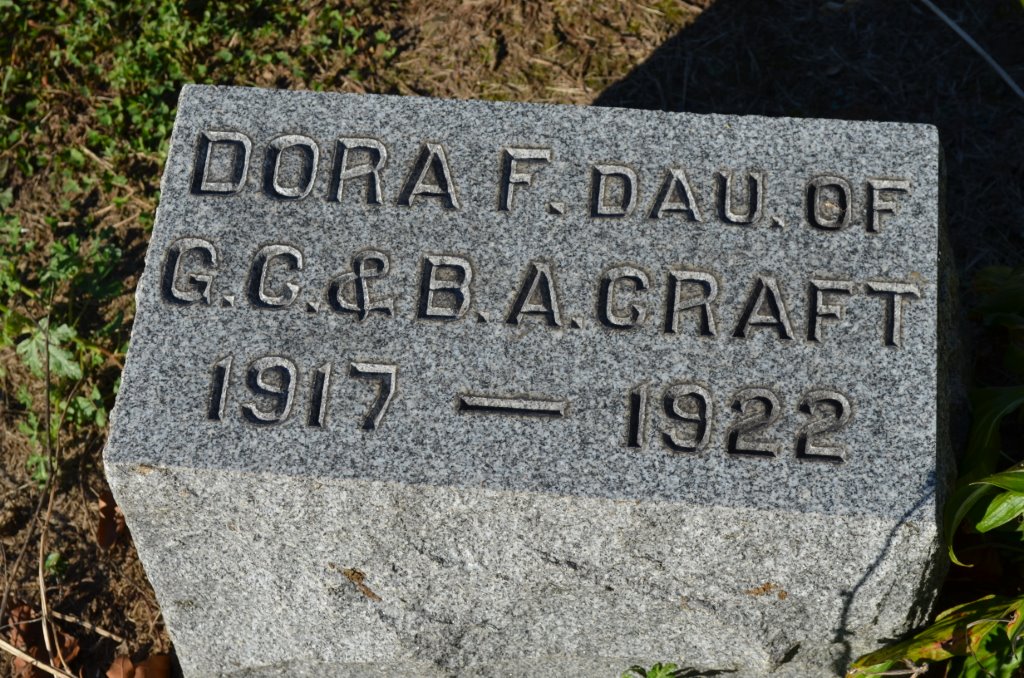 DORA F. DAU. OF
G. C. & B. A. CRAFT
1917 — 1922